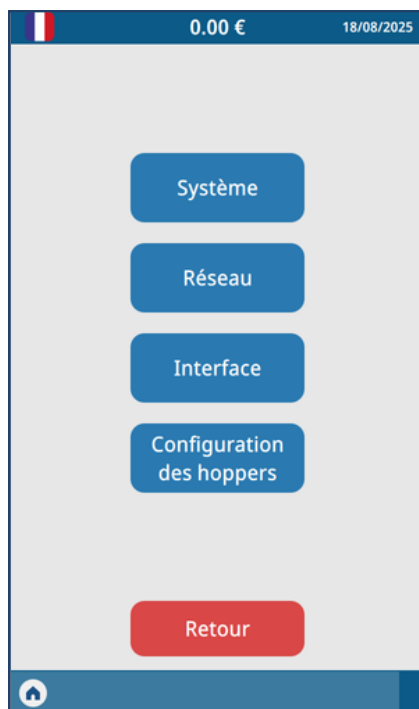 0.00 €
18/08/2025
Système
Réseau
Interface
Configuration
des hoppers
Retour